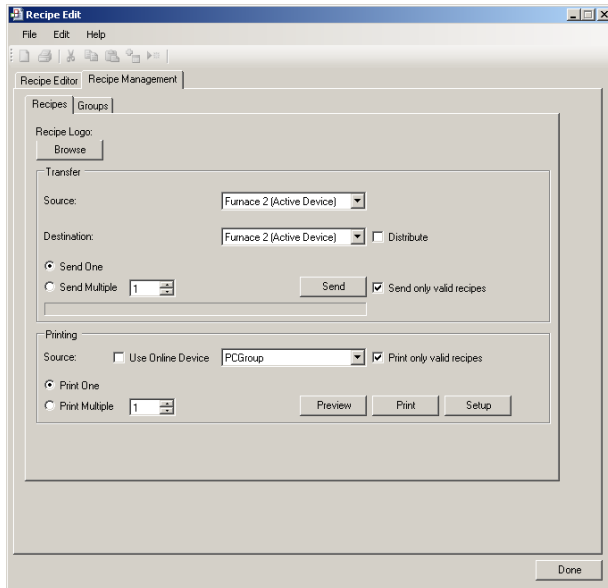 Recipe Edit
File Edit Help
Recipe Editor Recipe Management
Recipes Groups
Recipe Logo:
Browse
Transfer
Source: Furnace 2 (Active Device)
Destination: Furnace 2 (Active Device) Distribute
Send One
Send Multiple 1 Send Send only valid recipes
Printing
Source: Use Online Device PCGroup Print only valid recipes
Print One
Print Multiple 1 Preview Print Setup
Done